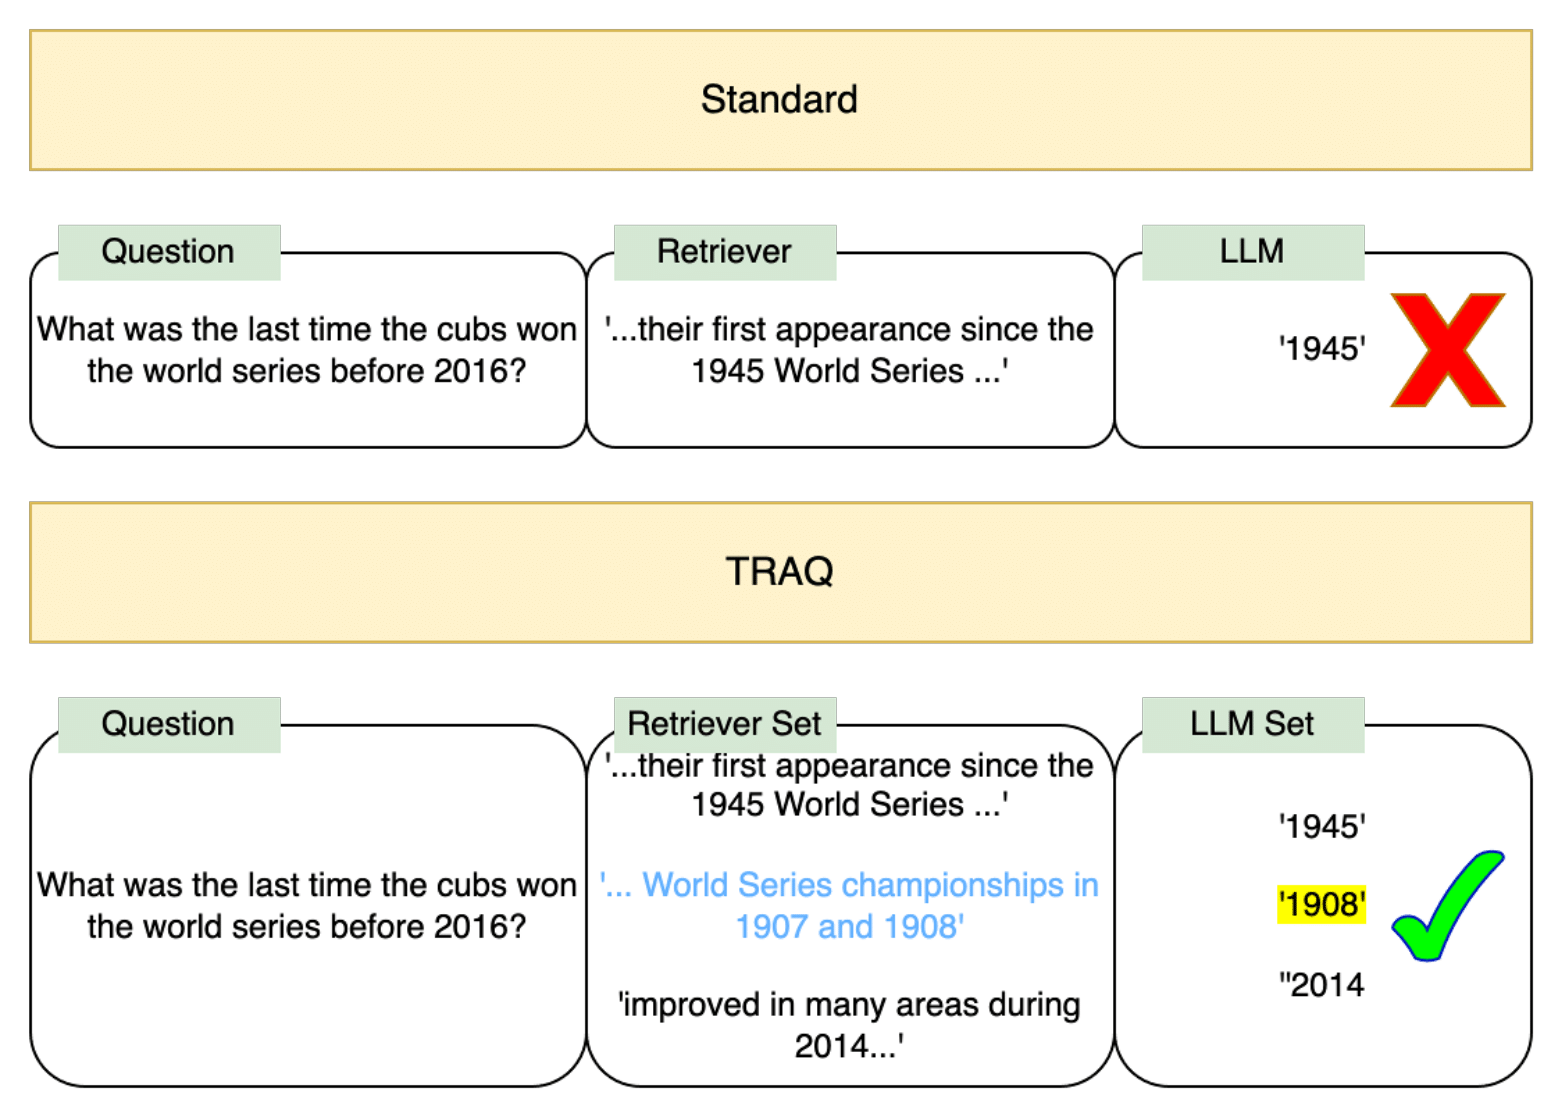 Standard
Question
Retriever
LLM
What was the last time the cubs won
the world series before 2016?
'...their first appearance since the
1945 World Series ...'
'1945'
TRAQ
Question
Retriever Set
LLM Set
What was the last time the cubs won
the world series before 2016?
'...their first appearance since the
1945 World Series ...'
'... World Series championships in
1907 and 1908'
'improved in many areas during
2014...'
'1945'
'1908'
"2014